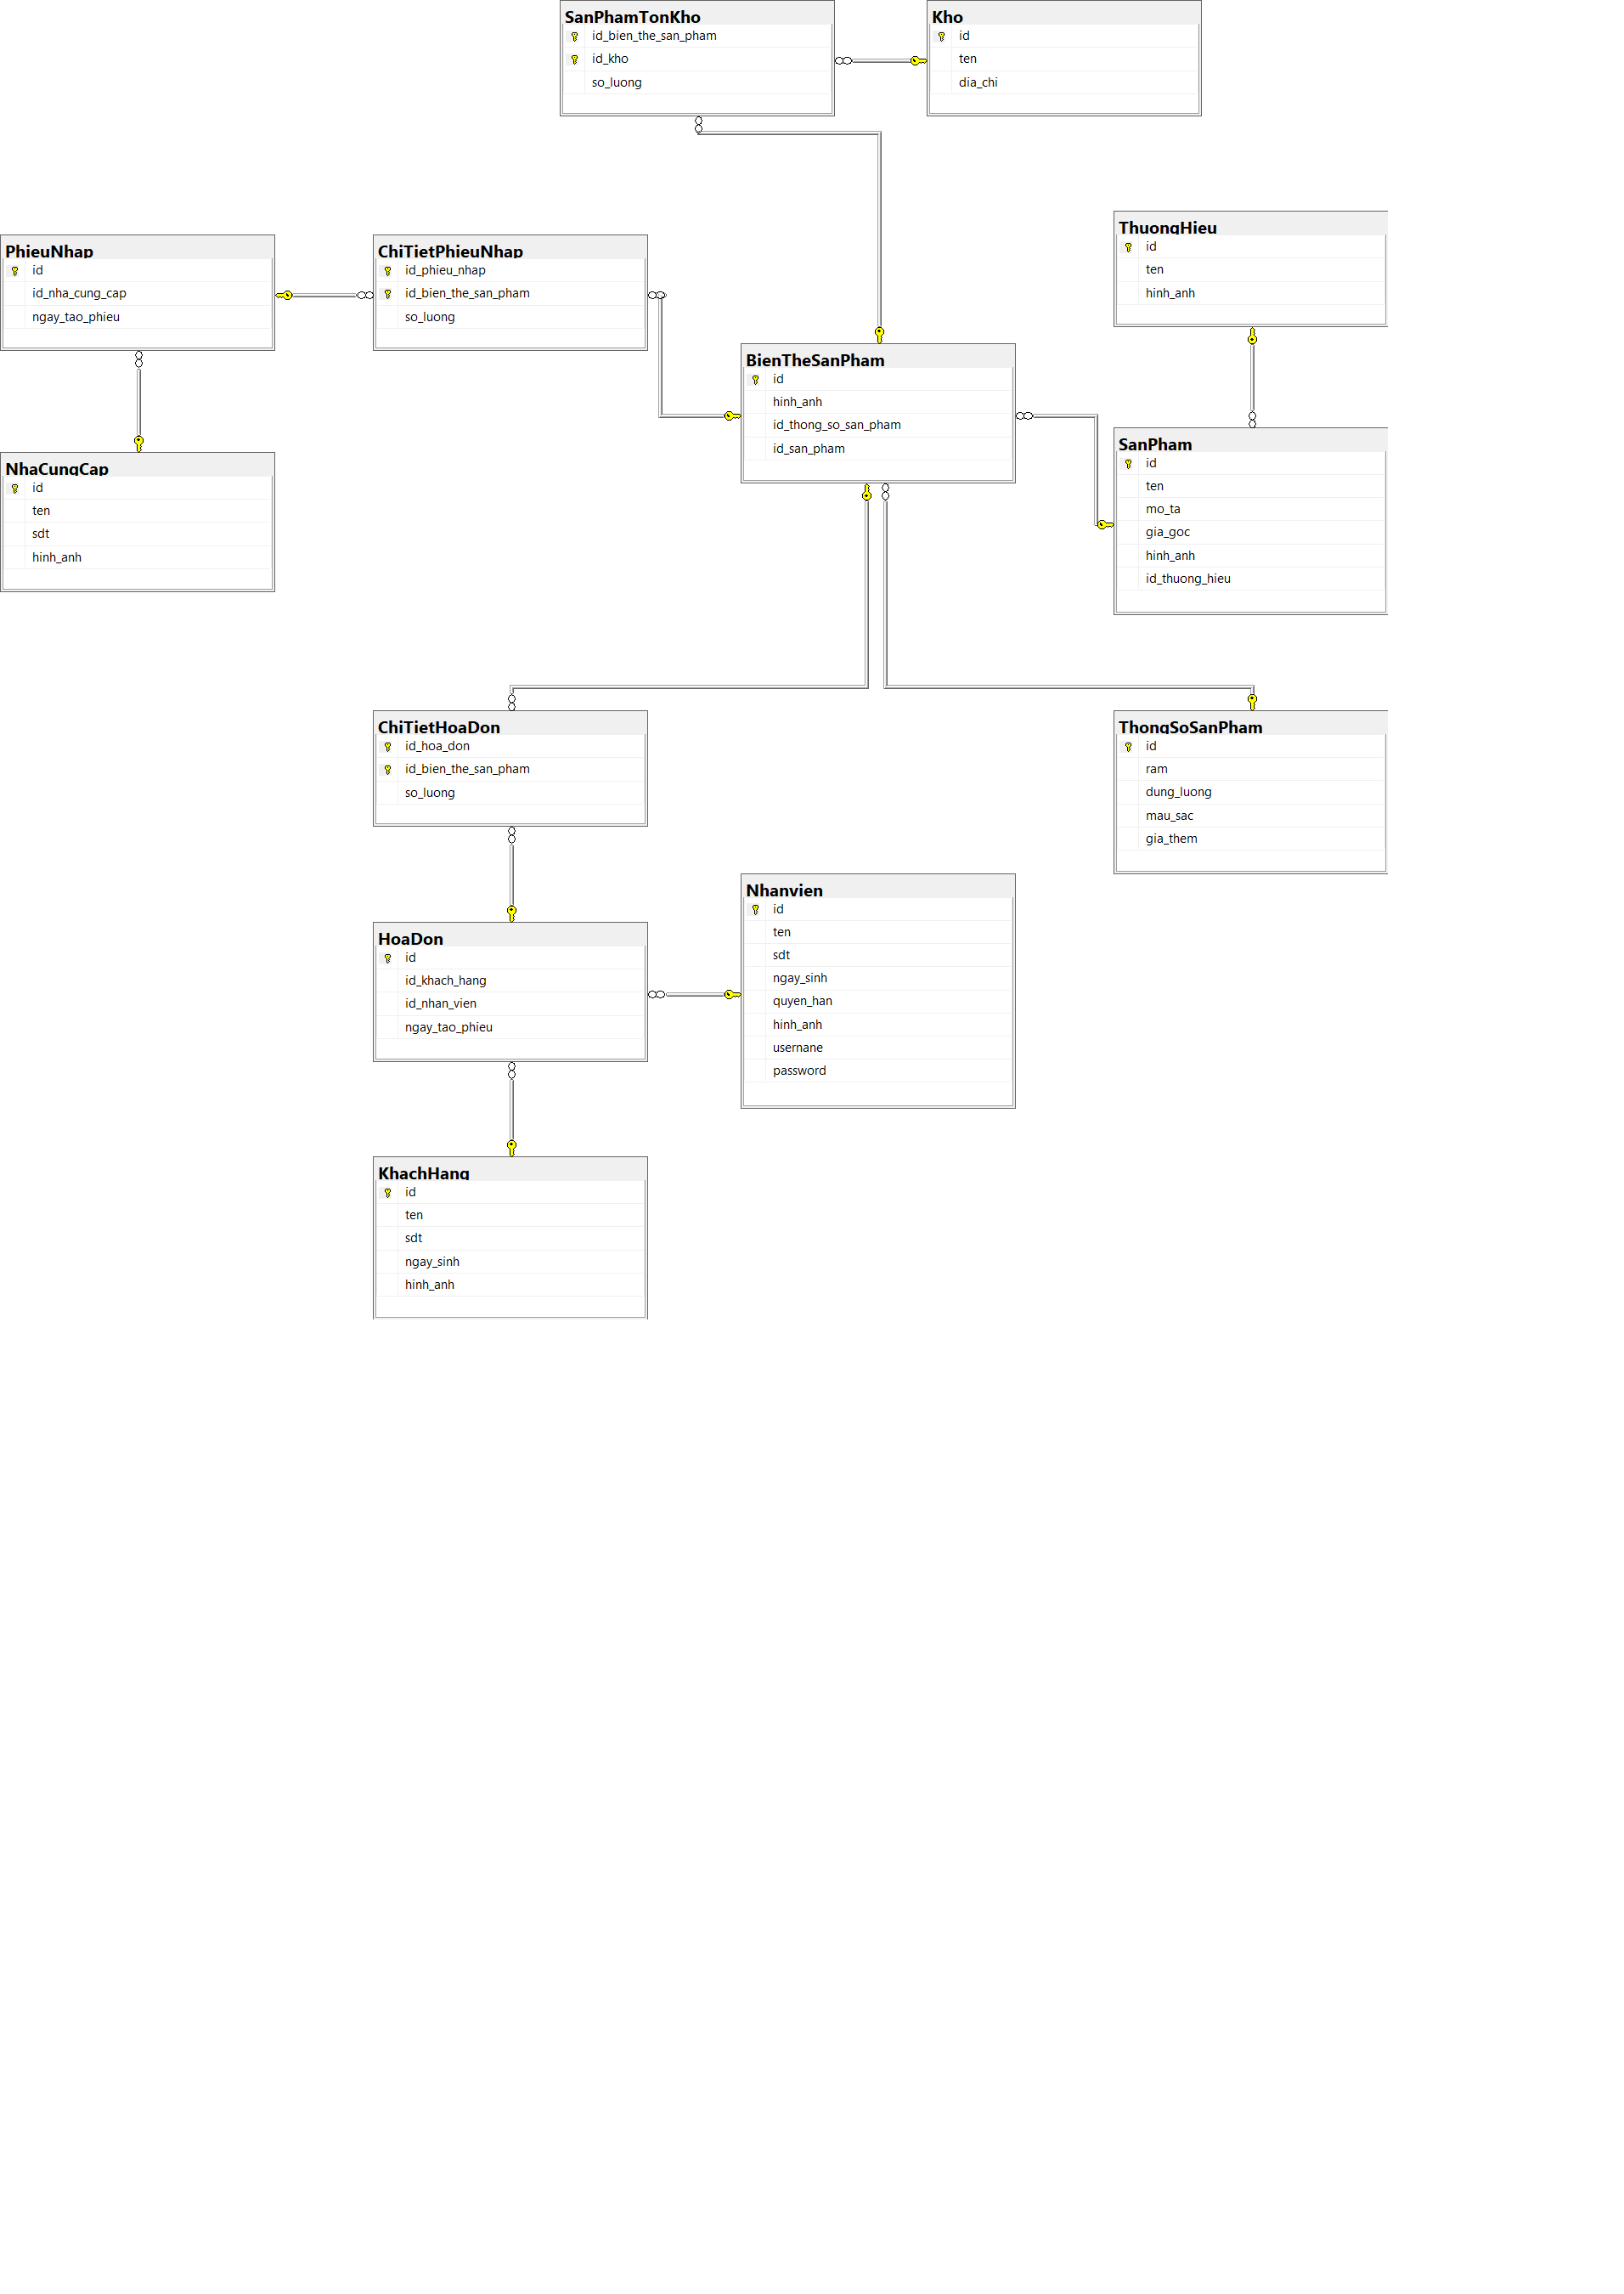 SanPhamTonKho
id_bien_the_san_pham
id_kho
so_luong
Kho
id
ten
dia_chi
PhieuNhap
id
id_nha_cung_cap
ngay_tao_phieu
ChiTietPhieuNhap
id_phieu_nhap
id_bien_the_san_pham
so_luong
ThuongHieu
id
ten
hinh_anh
BienTheSanPham
id
hinh_anh
id_thong_so_san_pham
id_san_pham
NhaCungCap
id
ten
sdt
hinh_anh
SanPham
id
ten
mo_ta
gia_goc
hinh_anh
id_thuong_hieu
ChiTietHoaDon
id_hoa_don
id_bien_the_san_pham
so_luong
ThongSoSanPham
id
ram
dung_luong
mau_sac
gia_them
HoaDon
id
id_khach_hang
id_nhan_vien
ngay_tao_phieu
Nhanvien
id
ten
sdt
ngay_sinh
quyen_han
hinh_anh
usernane
password
KhachHang
id
ten
sdt
ngay_sinh
hinh_anh